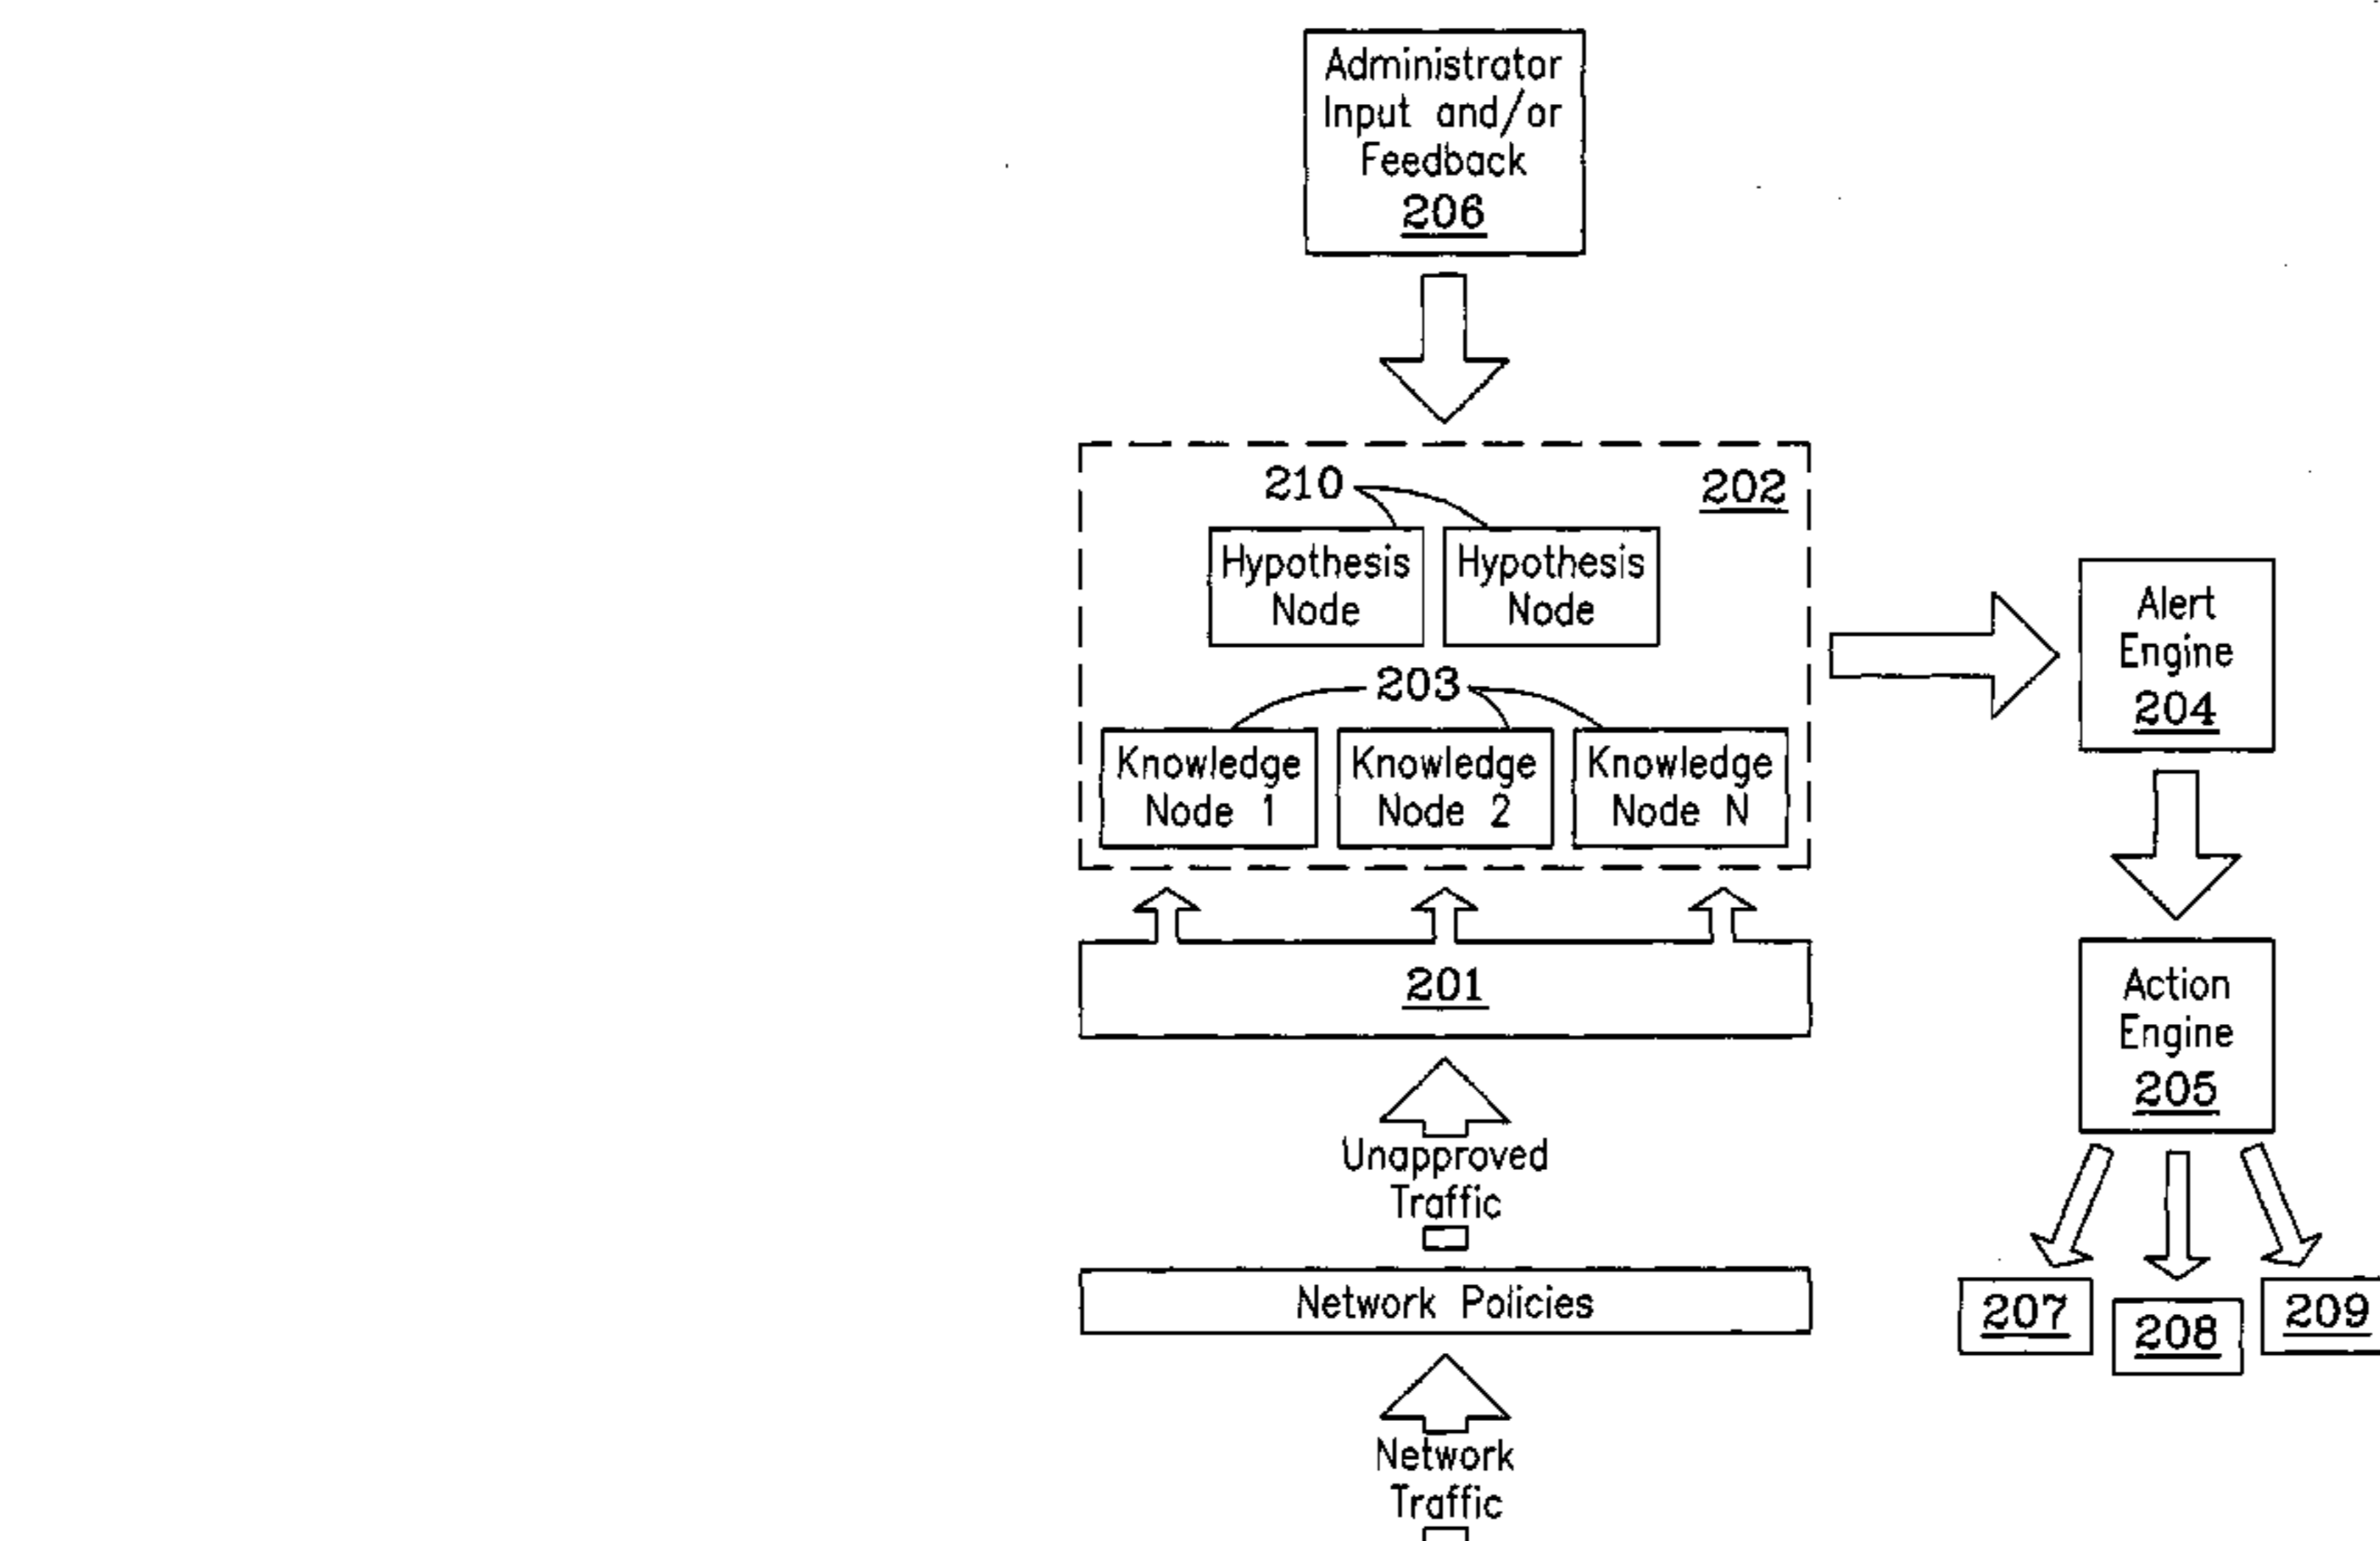 Administrator
Input and/or
Feedback
206
210
202
Hypothesis
Node
Hypothesis
Node
203
Knowledge
Node 1
Knowledge
Node 2
Knowledge
Node N
Alert
Engine
204
201
Action
Engine
205
Unapproved
Traffic
Network Policies
207
208
209
Network
Traffic